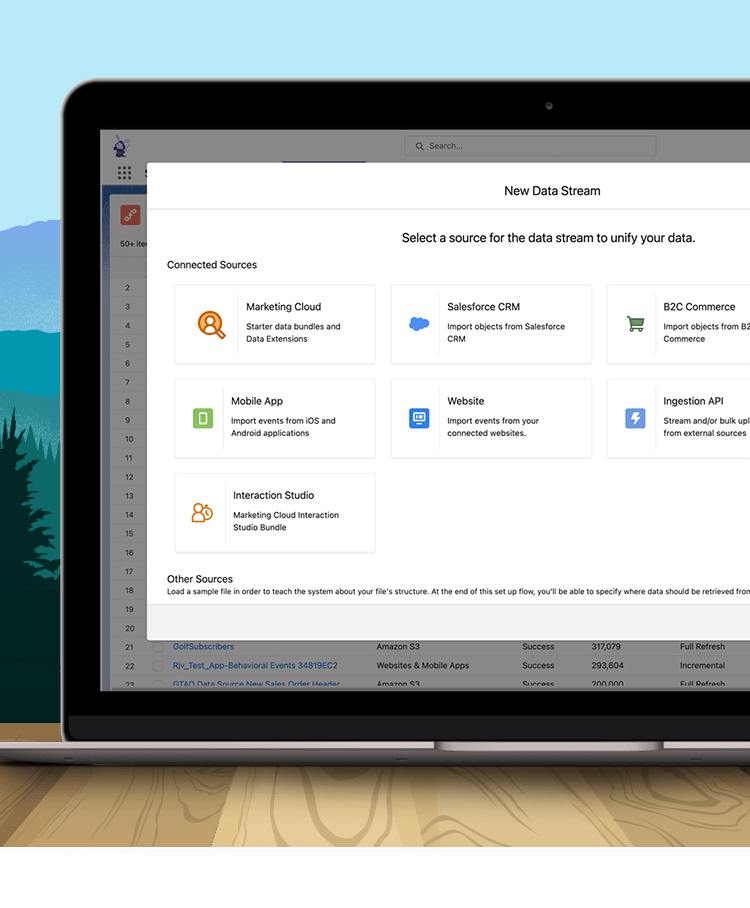 Search...
New Data Stream
50+ ite
Select a source for the data stream to unify your data.
Connected Sources
Marketing Cloud
Starter data bundles and
Data Extensions
Salesforce CRM
Import objects from Salesforce
CRM
B2C Commerce
Import objects from B2
Commerce
Mobile App
Import events from iOS and
Android applications
Website
Import events from your
connected websites.
Ingestion API
Stream and/or bulk upl
from external sources
Interaction Studio
Marketing Cloud Interaction
Studio Bundle
Other Sources
Load a sample file in order to teach the system about your file's structure. At the end of this set up flow, you'll be able to specify where data should be retrieved from
2
3
4
5
6
7
8
9
10
11
12
13
14
15
16
17
18
19
20
21 GolfSubscribers Amazon S3 Success 317,079 Full Refresh
22 Rjv_Test_App-Behavioral Events 34819EC2 Websites & Mobile Apps Success 293,604 Incremental
23 GTAO Data Source New Sales Order Header Amazon S3 Success 200,000 Full Refresh